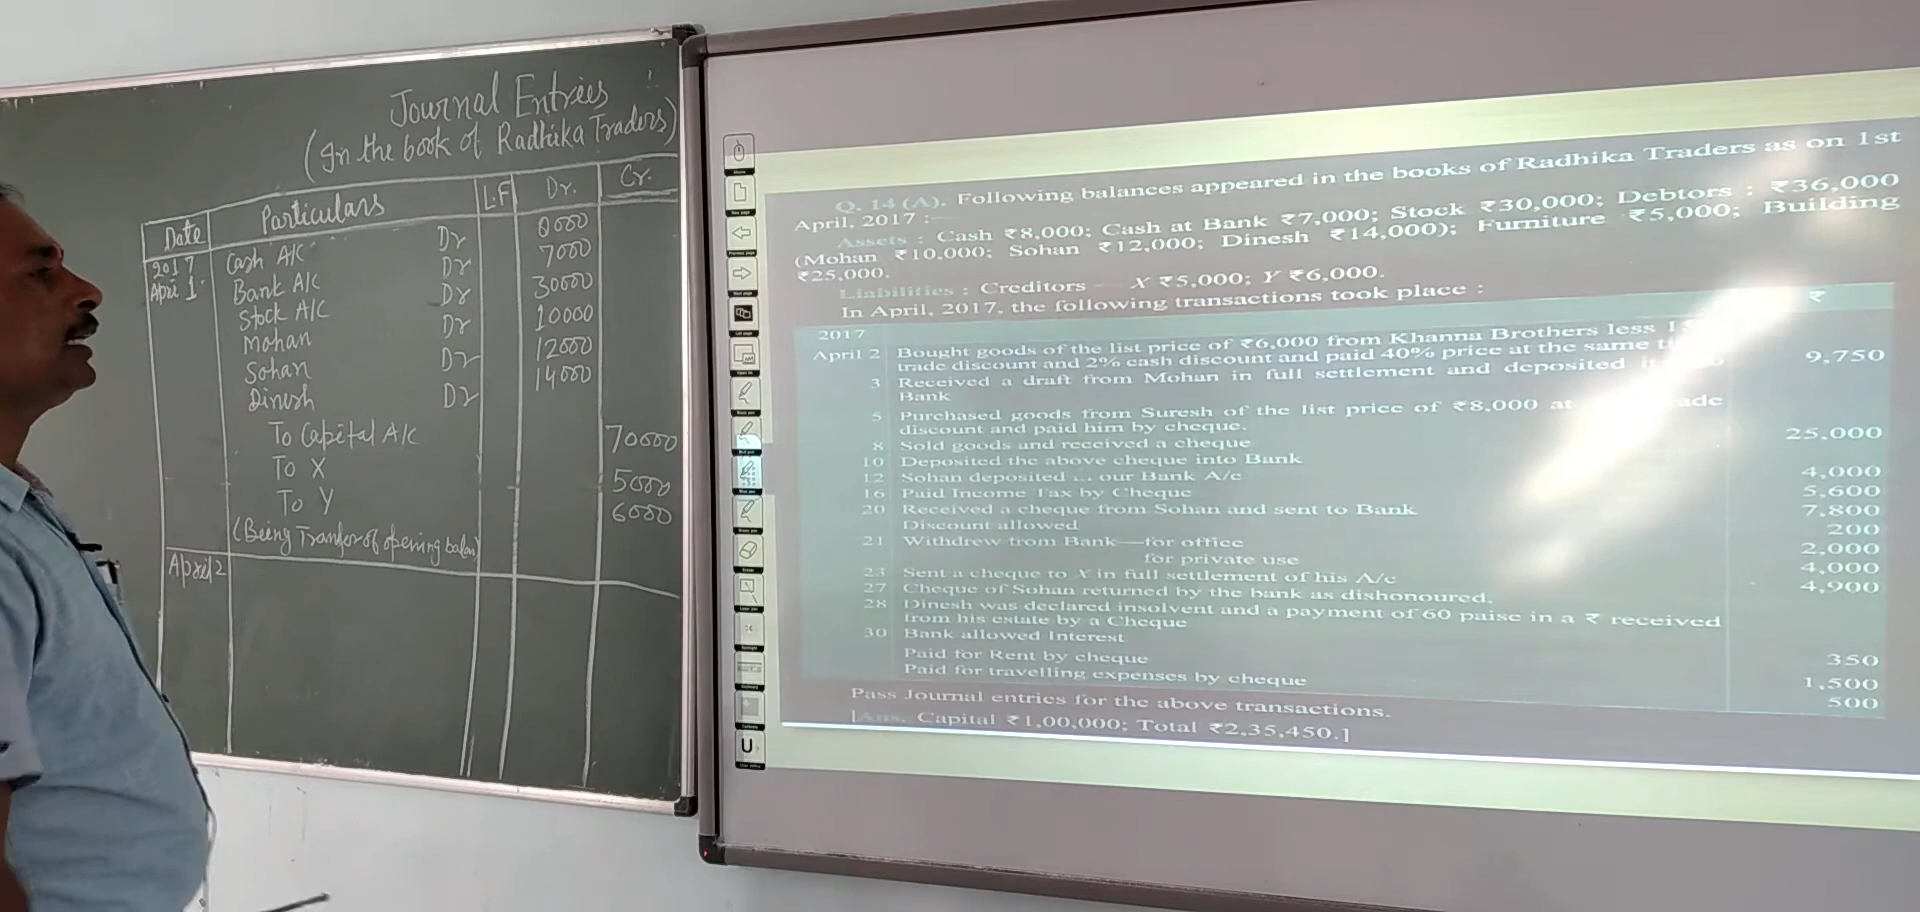 Journal Entries
(In the book of Radhika Traders)
Date Particulars L.F Dr. Cr.
2017 Cash A/c Dr 8000
April 1 Bank A/c Dr 7000
Stock A/c Dr 30000
Mohan Dr 10000
Sohan Dr 12000
Dinesh Dr 14000
To Capital A/c 70000
To X 5000
To Y 6000
(Being Transfer of opening
April 2
Q. 14 (A). Following balances appeared in the books of Radhika Traders as on 1st
April, 2017 :—
Assets : Cash ₹8,000; Cash at Bank ₹7,000; Stock ₹30,000; Debtors : ₹36,000
(Mohan ₹10,000; Sohan ₹12,000; Dinesh ₹14,000); Furniture ₹5,000; Building
₹25,000.
Liabilities : Creditors — X ₹5,000; Y ₹6,000.
In April, 2017, the following transactions took place :
2017 ₹
April 2 Bought goods of the list price of ₹6,000 from Khanna Brothers less
trade discount and 2% cash discount and paid 40% price at the same
3 Received a draft from Mohan in full settlement and deposited 9,750
Bank
5 Purchased goods from Suresh of the list price of ₹8,000 at
discount and paid him by cheque.
8 Sold goods and received a cheque 25,000
10 Deposited the above cheque into Bank
12 Sohan deposited our Bank A/c 4,000
16 Paid Income Tax by Cheque 5,600
20 Received a cheque from Sohan and sent to Bank 7,800
Discount allowed 200
21 Withdrew from Bank—for office 2,000
for private use 4,000
23 Sent a cheque to X in full settlement of his A/c 4,900
27 Cheque of Sohan returned by the bank as dishonoured.
28 Dinesh was declared insolvent and a payment of 60 paise in a ₹ received
from his estate by a Cheque
30 Bank allowed Interest 350
Paid for Rent by cheque 1,500
Paid for travelling expenses by cheque 500
Pass Journal entries for the above transactions.
[Ans. Capital ₹1,00,000; Total ₹2,35,450.]